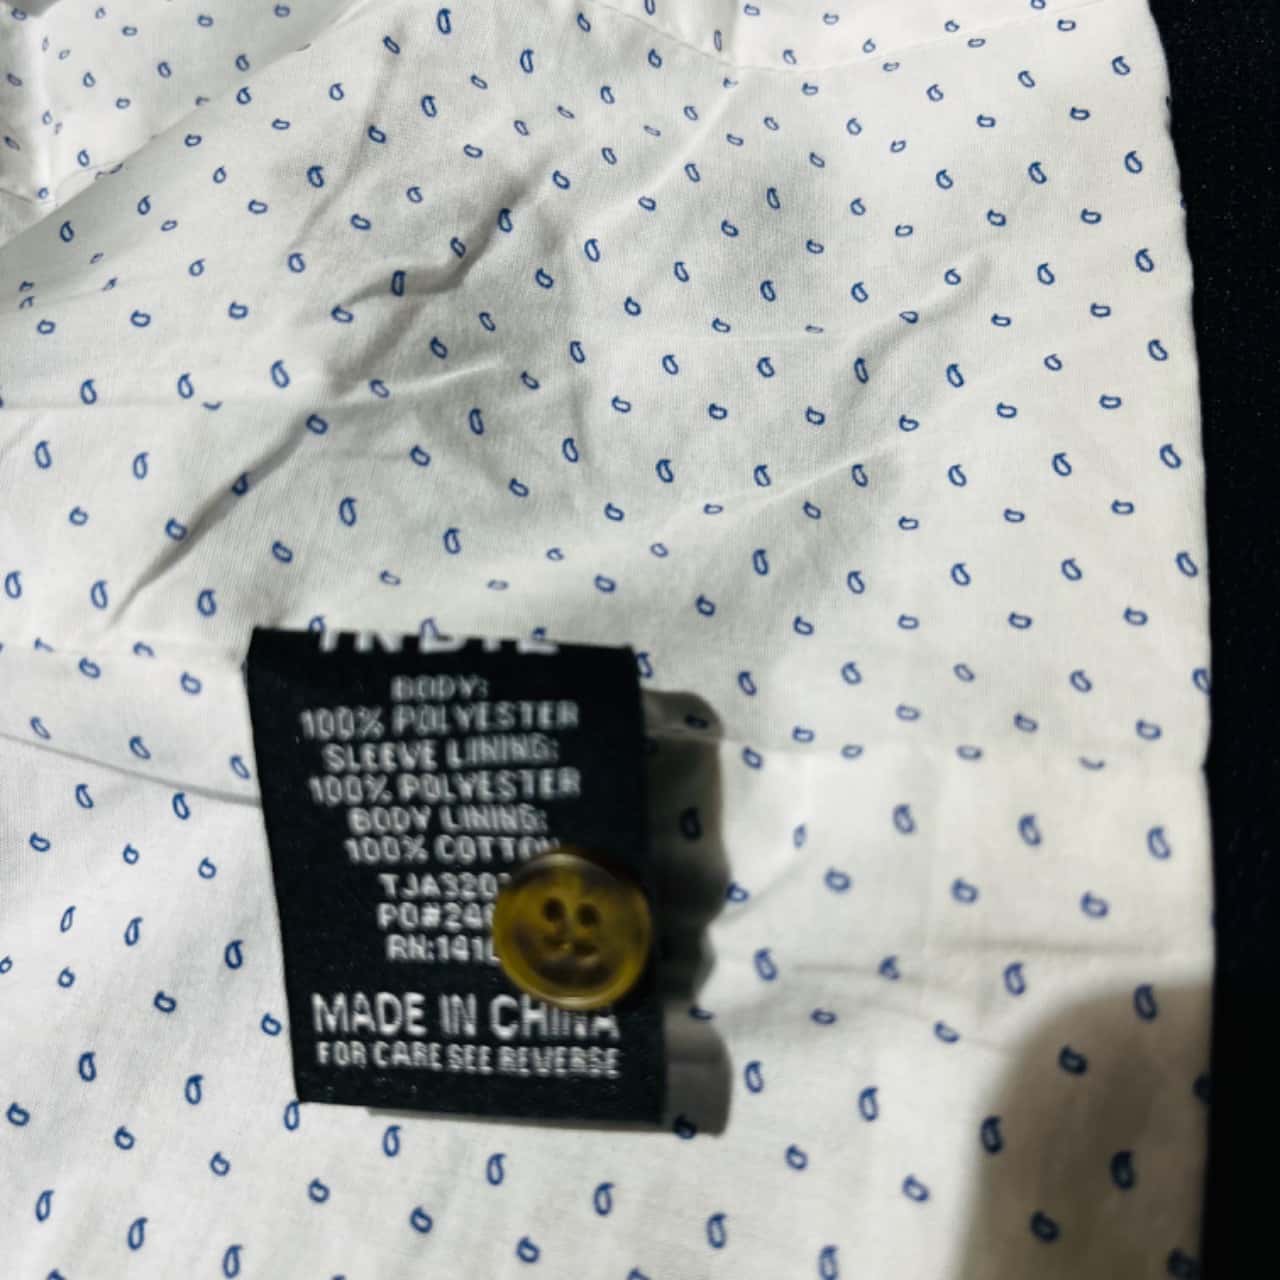 BODY:
100% POLYESTER
SLEEVE LINING:
100% POLYESTER
BODY LINING:
100% COTTON
MADE IN CHINA
FOR CARE SEE REVERSE